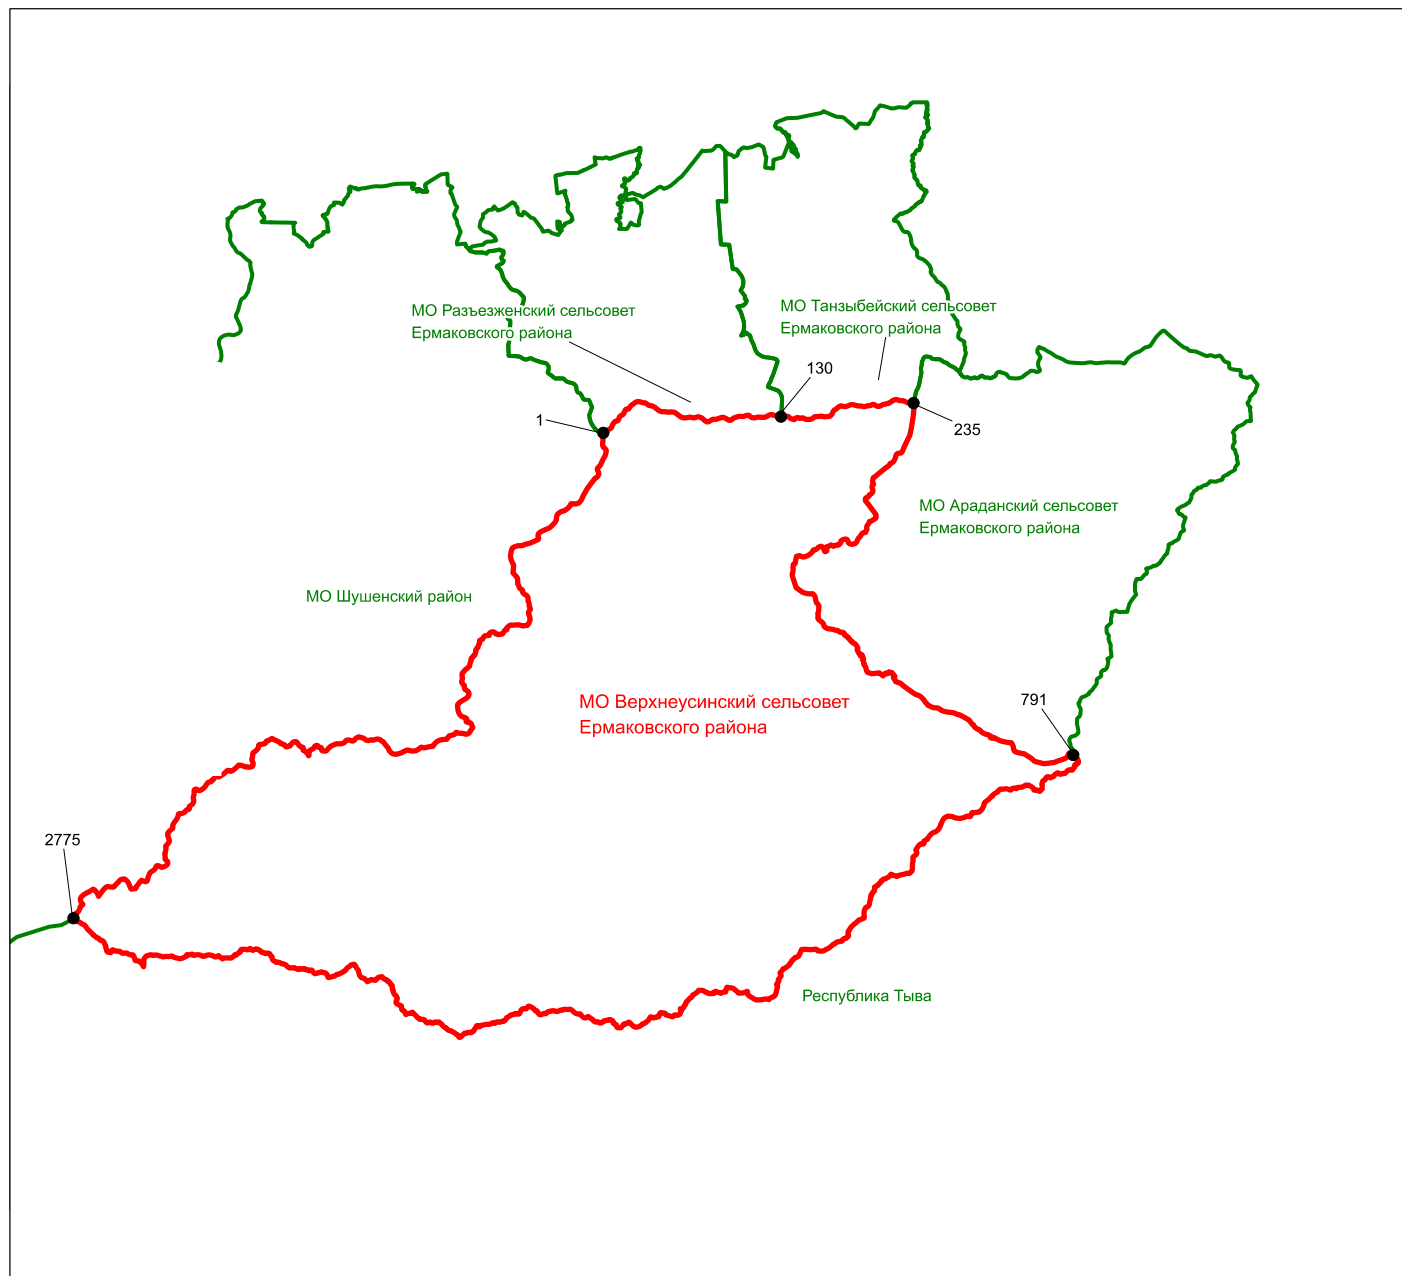 МО Разъезженский сельсовет
Ермаковского района
МО Танзыбейский сельсовет
Ермаковского района
130
1
235
МО Араданский сельсовет
Ермаковского района
МО Шушенский район
МО Верхнеусинский сельсовет
Ермаковского района
791
2775
Республика Тыва